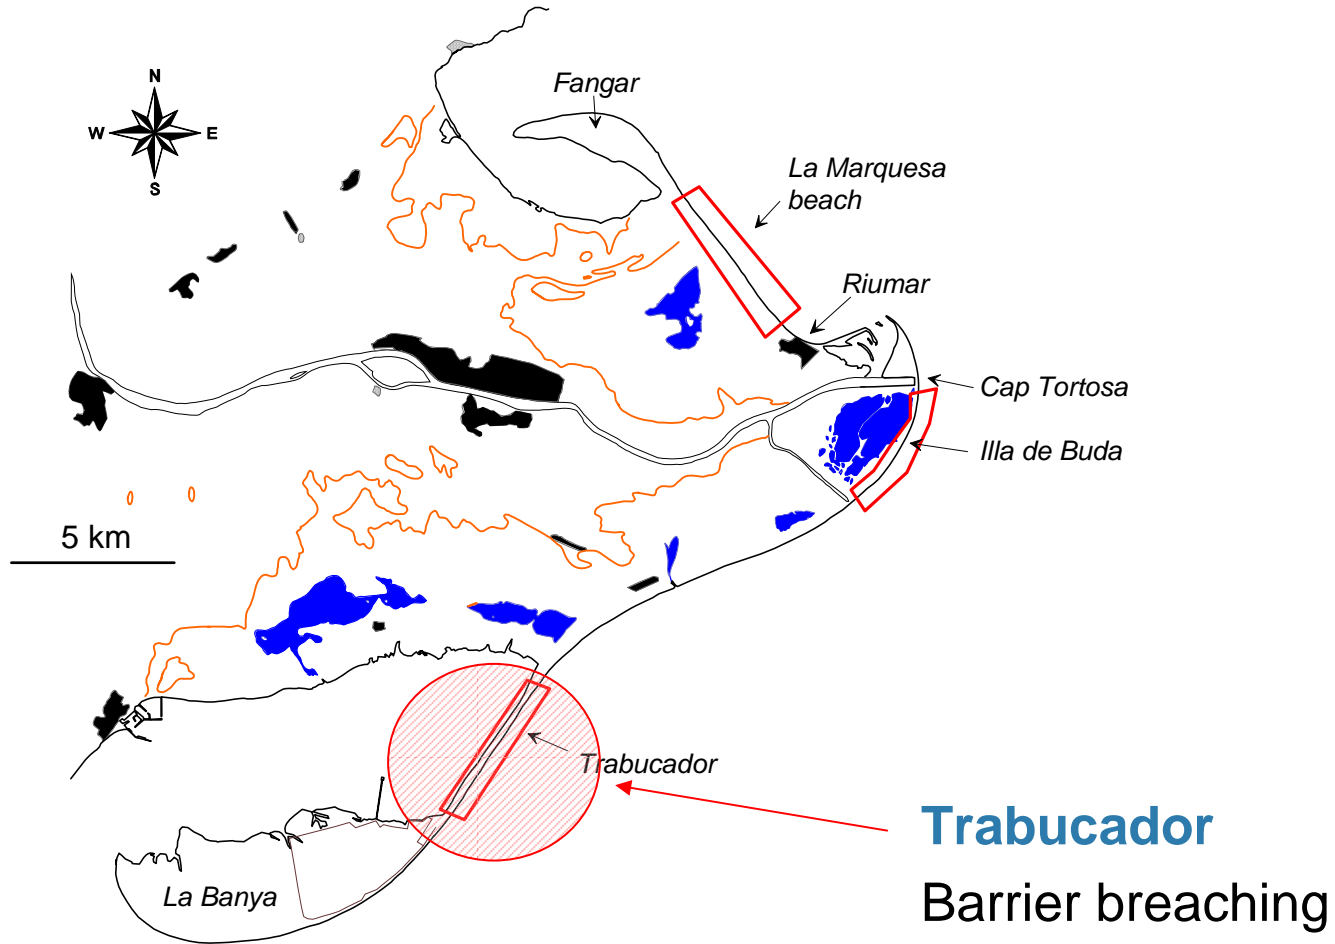 N
W
E
S
Fangar
La Marquesa
beach
Riumar
Cap Tortosa
Illa de Buda
5 km
Trabucador
La Banya
Trabucador
Barrier breaching